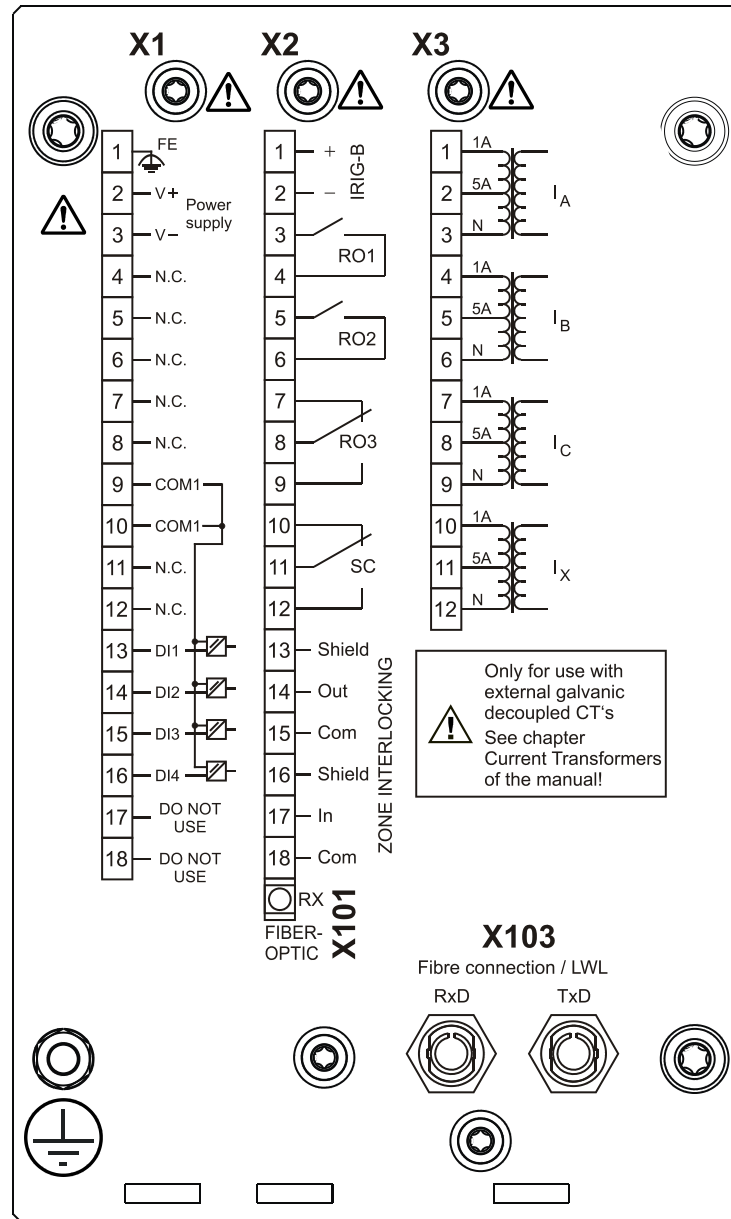 X1
X2
X3
1 FE
2 V+
Power
supply
3 V−
4 N.C.
5 N.C.
6 N.C.
7 N.C.
8 N.C.
9 COM1
10 COM1
11 N.C.
12 N.C.
13 DI1
14 DI2
15 DI3
16 DI4
17 DO NOT
USE
18 DO NOT
USE
1 +
2 −
IRIG-B
3
4
RO1
5
6
RO2
7
8
9
RO3
10
11
12
SC
13 Shield
14 Out
15 Com
16 Shield
17 In
18 Com
ZONE INTERLOCKING
RX
FIBER-
OPTIC
X101
1 1A
2 5A
3 N
IA
4 1A
5 5A
6 N
IB
7 1A
8 5A
9 N
IC
10 1A
11 5A
12 N
IX
Only for use with
external galvanic
decoupled CT‘s
See chapter
Current Transformers
of the manual!
X103
Fibre connection / LWL
RxD
TxD